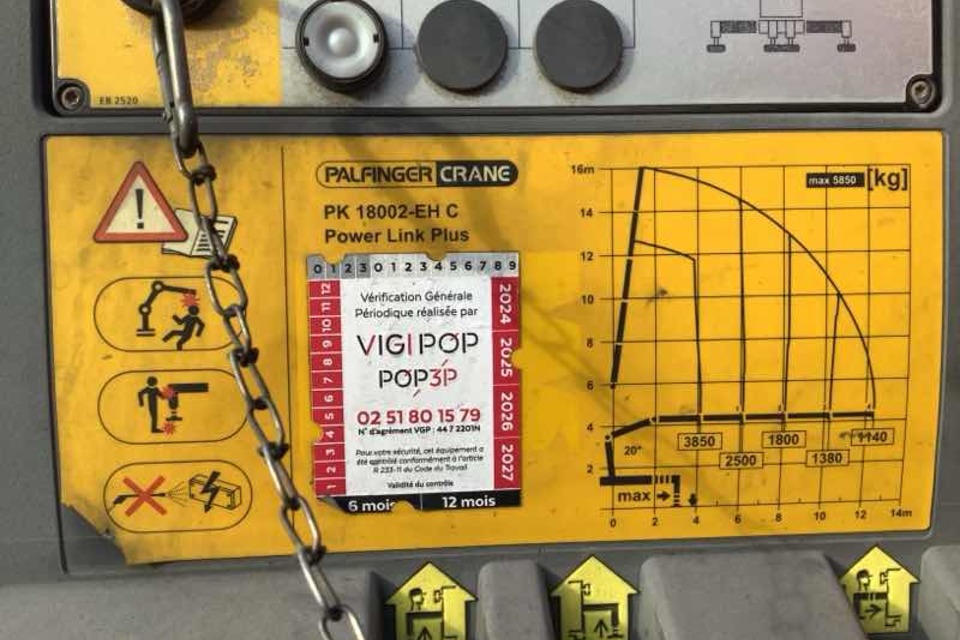 EB 2520
PALFINGER CRANE
PK 18002-EH C
Power Link Plus
0 1 2 3 0 1 2 3 4 5 6 7 8 9
12
11
10
9
8
7
6
5
4
3
2
1
Vérification Générale
Périodique réalisée par
VIGIPOP
POP3P
02 51 80 15 79
N° d'agrément VGP : 44 7 2201N
Pour votre sécurité, cet équipement a
été contrôlé conformément à l'article
R 233-11 du Code du Travail
Validité du contrôle
6 mois 12 mois
2024
2025
2026
2027
max 5850 [kg]
16m
14
12
10
8
6
4
2
20°
3850
2500
1800
1380
1140
max
0 2 4 6 8 10 12 14m